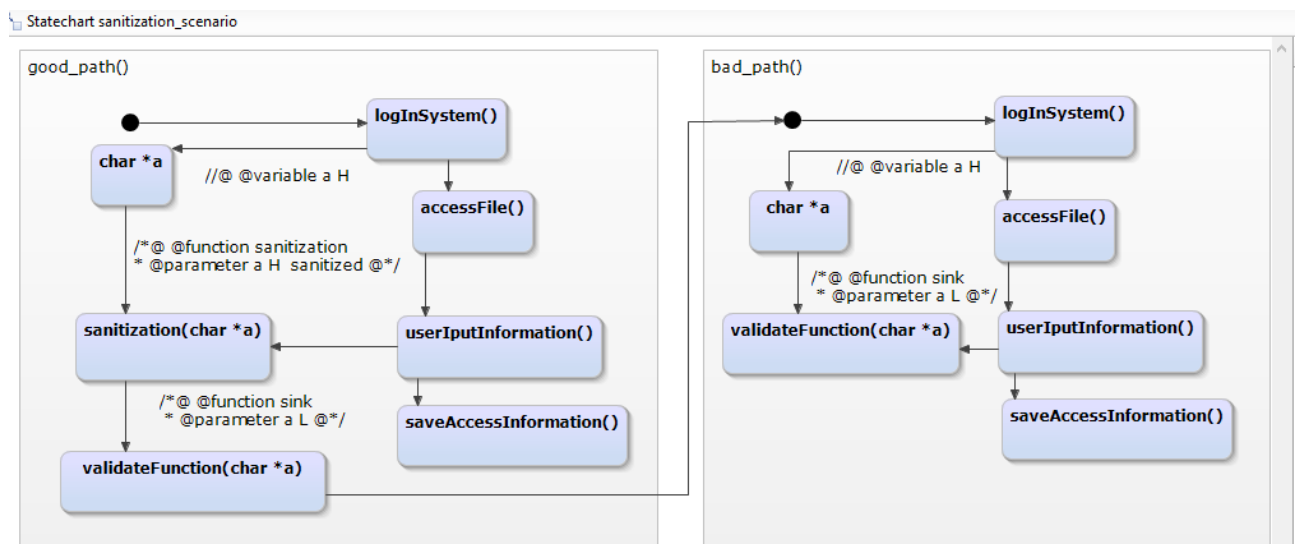 Statechart sanitization_scenario
good_path()
logInSystem()
char *a
//@ @variable a H
accessFile()
/*@ @function sanitization
* @parameter a H  sanitized @*/
sanitization(char *a)
userIputInformation()
/*@ @function sink
* @parameter a L @*/
saveAccessInformation()
validateFunction(char *a)
bad_path()
logInSystem()
//@ @variable a H
char *a
accessFile()
/*@ @function sink
* @parameter a L @*/
validateFunction(char *a)
userIputInformation()
saveAccessInformation()